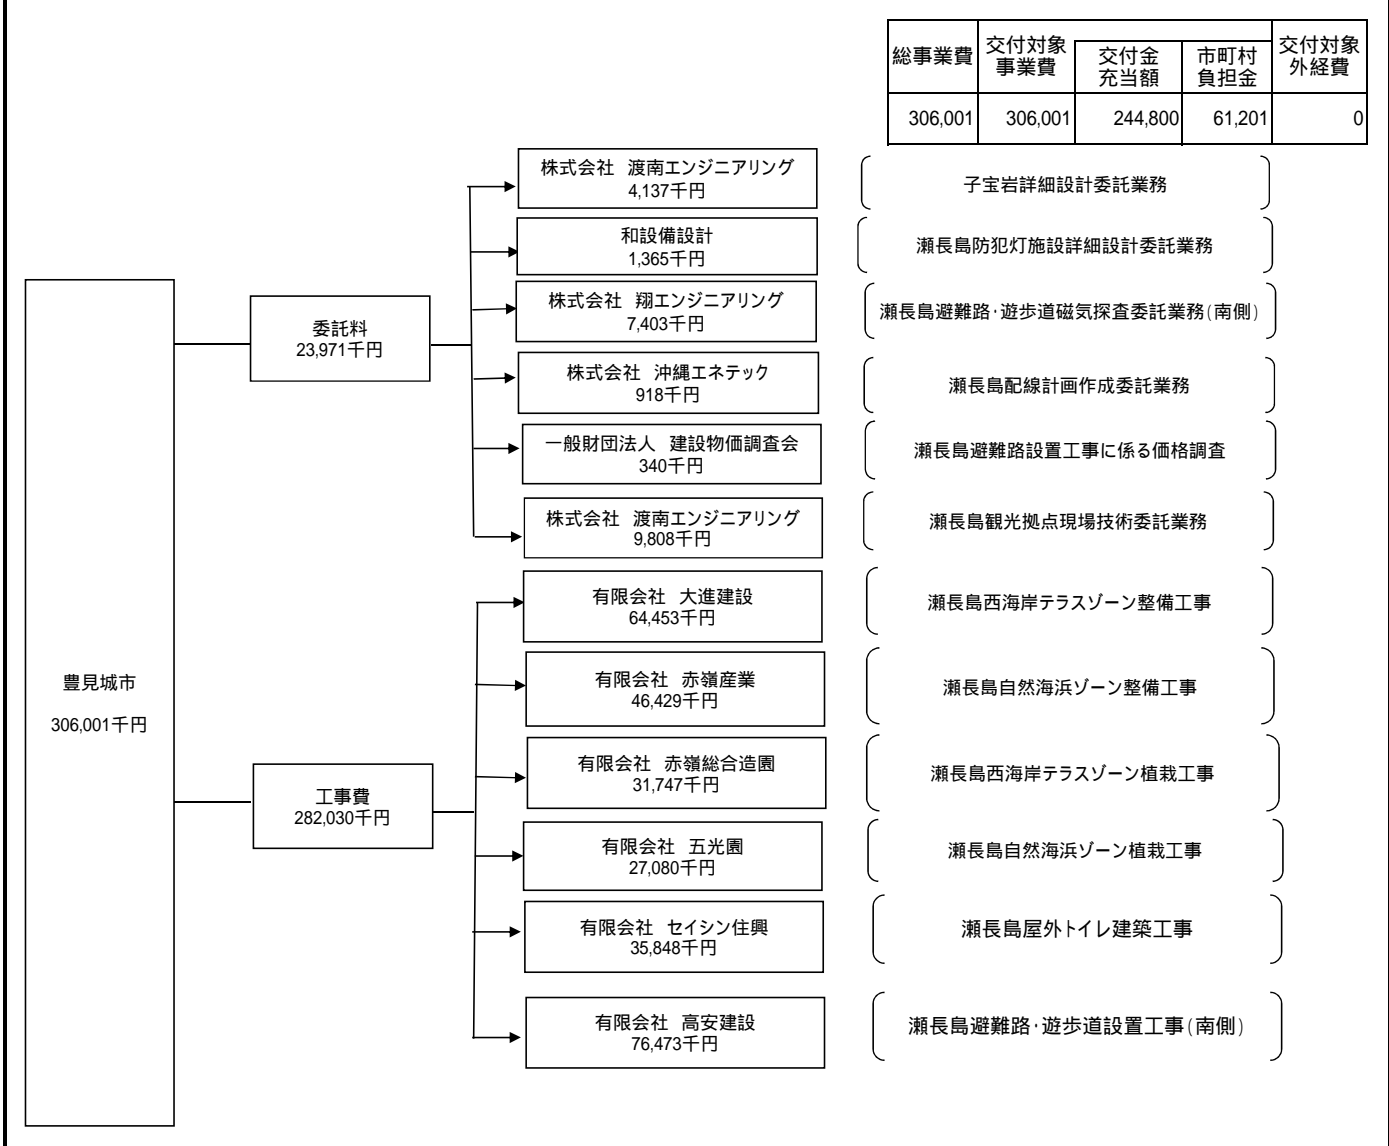 総事業費
交付対象
事業費
交付金
充当額
市町村
負担金
交付対象
外経費
306,001 306,001 244,800 61,201 0
株式会社 渡南エンジニアリング
4,137千円
子宝岩詳細設計委託業務
和設備設計
1,365千円
瀬長島防犯灯施設詳細設計委託業務
株式会社 翔エンジニアリング
7,403千円
瀬長島避難路・遊歩道磁気探査委託業務(南側)
委託料
23,971千円
株式会社 沖縄エネテック
918千円
瀬長島配線計画作成委託業務
一般財団法人 建設物価調査会
340千円
瀬長島避難路設置工事に係る価格調査
株式会社 渡南エンジニアリング
9,808千円
瀬長島観光拠点現場技術委託業務
有限会社 大進建設
64,453千円
瀬長島西海岸テラスゾーン整備工事
豊見城市
306,001千円
有限会社 赤嶺産業
46,429千円
瀬長島自然海浜ゾーン整備工事
有限会社 赤嶺総合造園
31,747千円
瀬長島西海岸テラスゾーン植栽工事
工事費
282,030千円
有限会社 五光園
27,080千円
瀬長島自然海浜ゾーン植栽工事
有限会社 セイシン住興
35,848千円
瀬長島屋外トイレ建築工事
有限会社 高安建設
76,473千円
瀬長島避難路・遊歩道設置工事(南側)